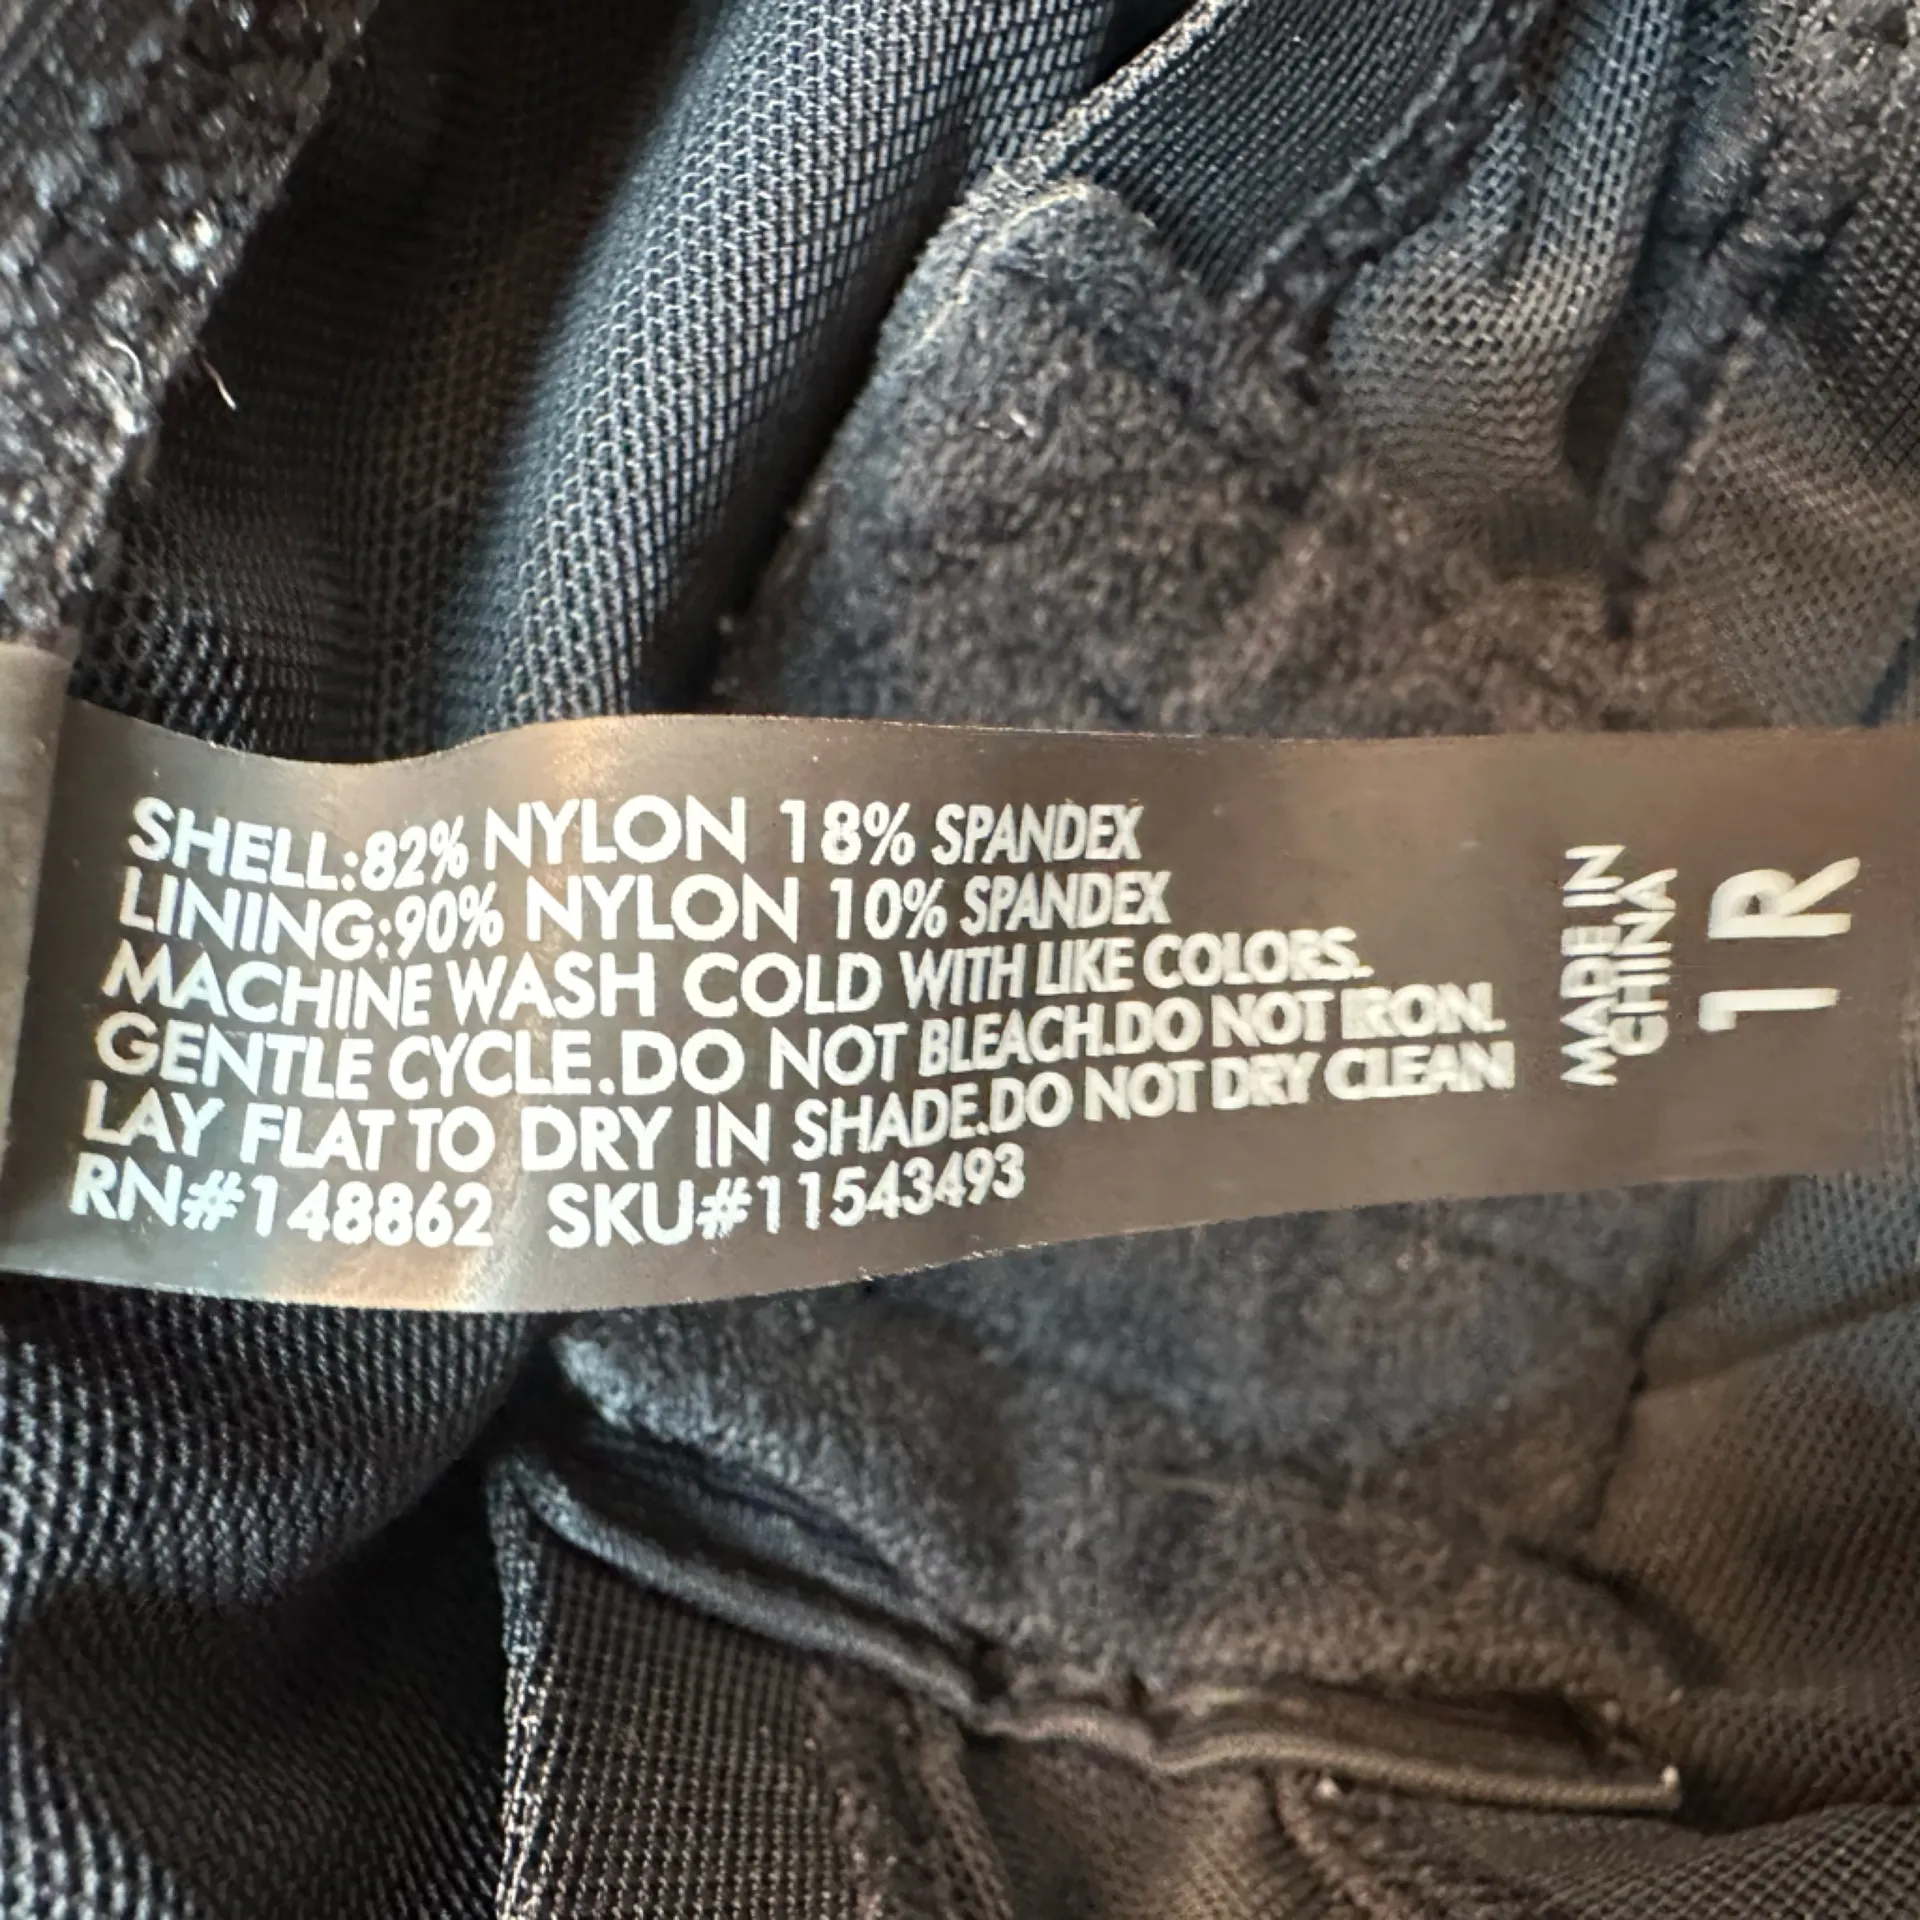 SHELL:82% NYLON 18% SPANDEX
LINING:90% NYLON 10% SPANDEX
MACHINE WASH COLD WITH LIKE COLORS.
GENTLE CYCLE.DO NOT BLEACH.DO NOT IRON.
LAY FLAT TO DRY IN SHADE.DO NOT DRY CLEAN
RN#148862 SKU#11543493
MADE IN
CHINA
1R